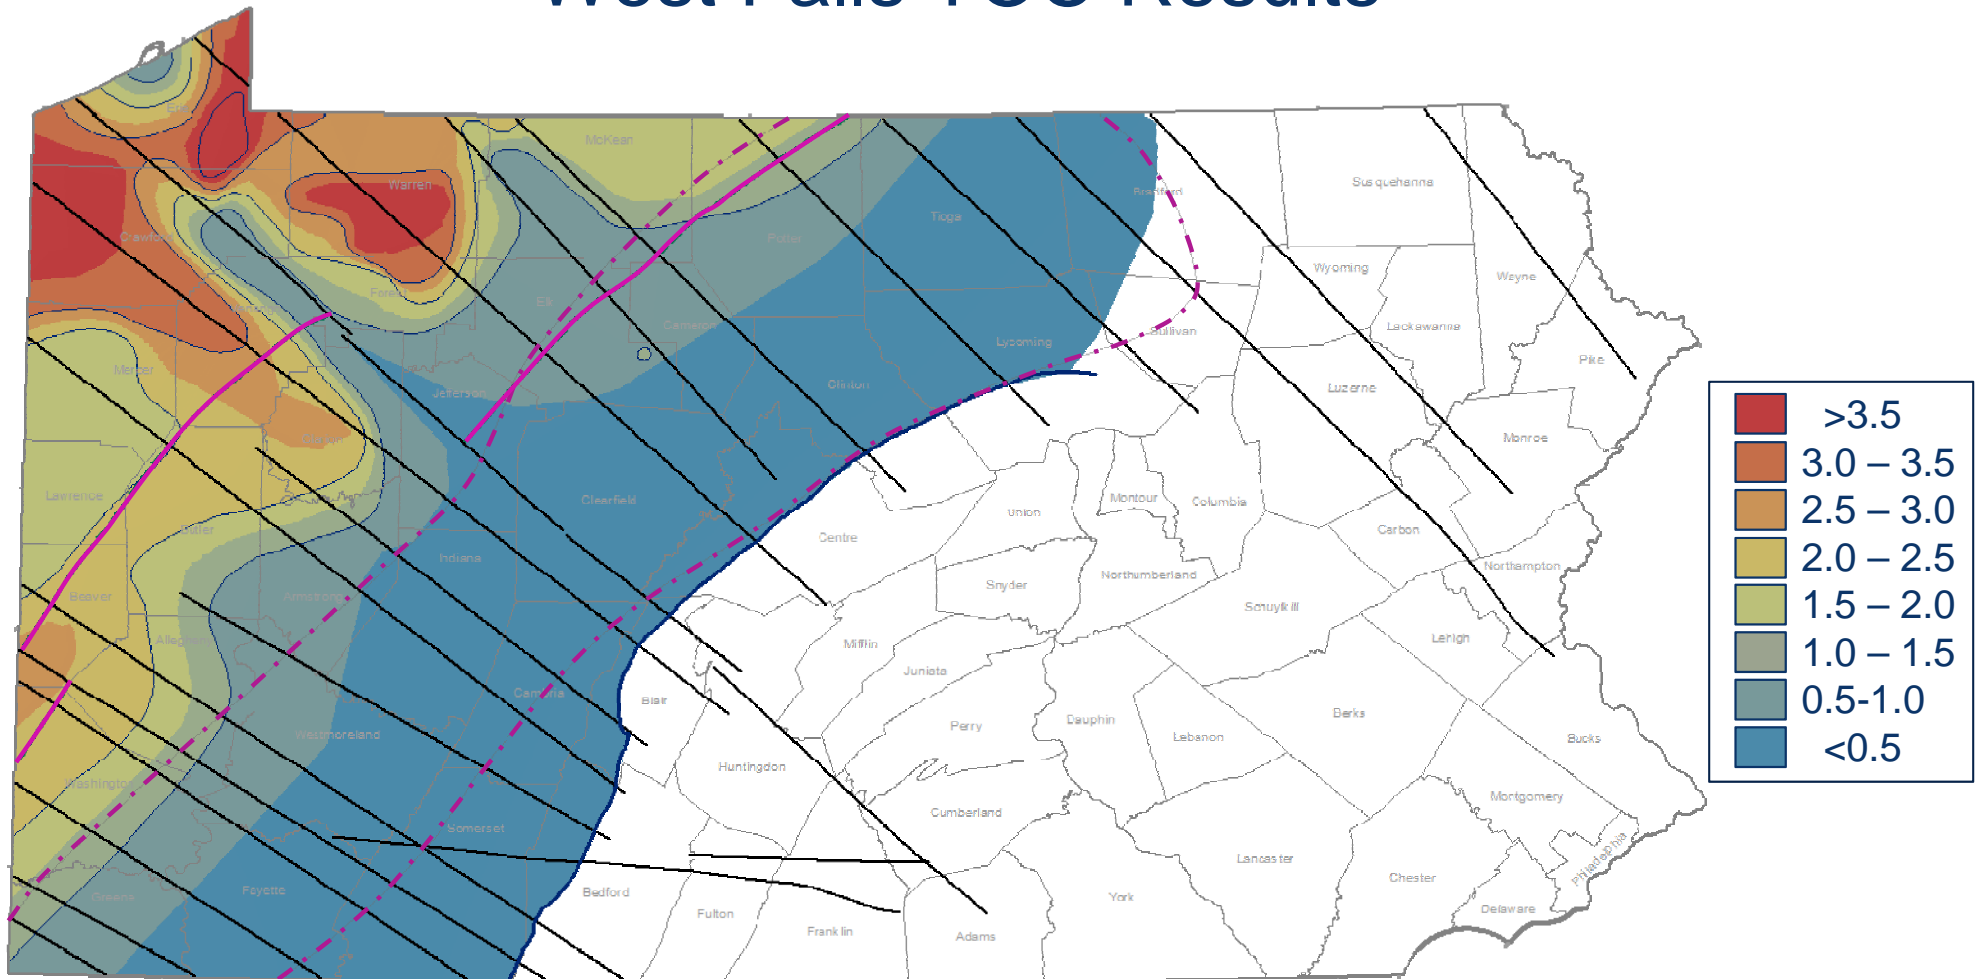 West Falls TOC Results
Erie
McKean
Warren
Susquehanna
Bradford
Tioga
Crawford
Potter
Wyoming
Wayne
Forest
Elk
Cameron
Lackawanna
Sullivan
Lycoming
Pike
Mercer
Clinton
Luzerne
Jefferson
Monroe
Clarion
Lawrence
Clearfield
Montour
Columbia
Union
Butler
Centre
Carbon
Indiana
Northampton
Snyder
Northumberland
Beaver
Armstrong
Schuylkill
Allegheny
Mifflin
Lehigh
Juniata
Cambria
Blair
Berks
Dauphin
Perry
Westmoreland
Lebanon
Bucks
Huntingdon
Washington
Montgomery
Cumberland
Somerset
Philadelphia
Lancaster
Chester
Fayette
Bedford
Greene
York
Delaware
Fulton
Franklin
Adams
>3.5
3.0 – 3.5
2.5 – 3.0
2.0 – 2.5
1.5 – 2.0
1.0 – 1.5
0.5-1.0
<0.5